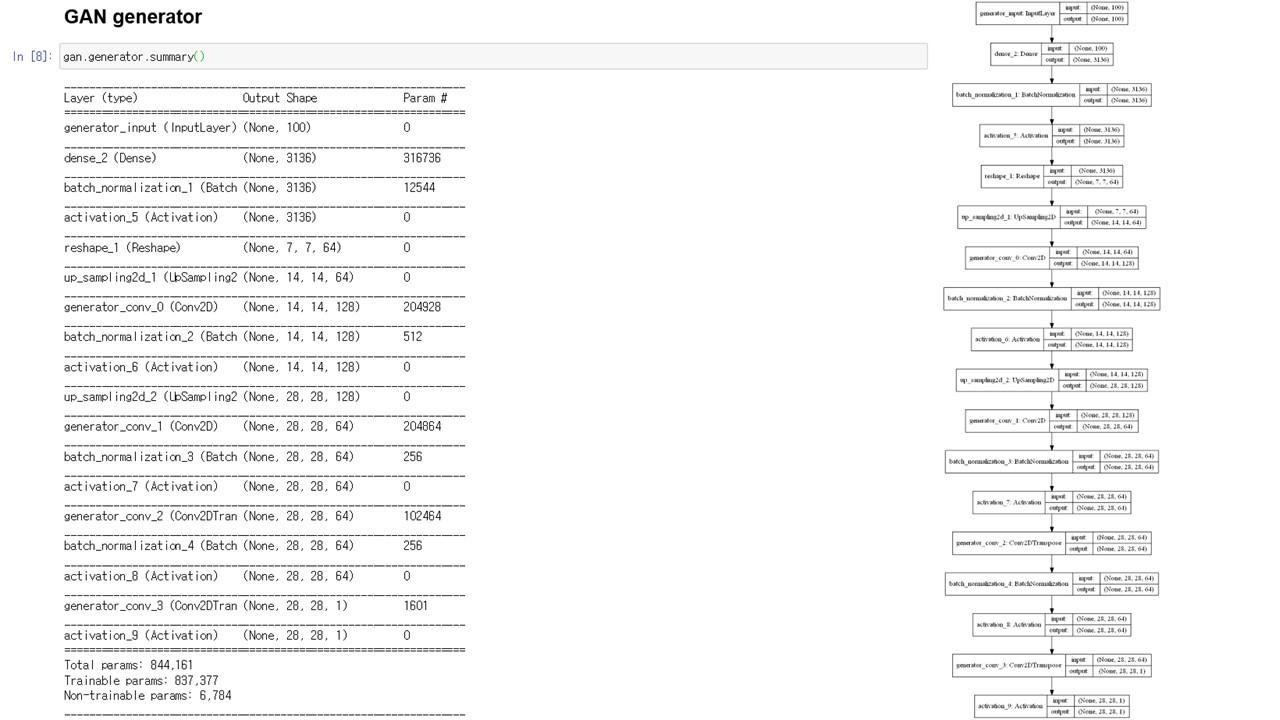 GAN generator
In [8]: gan.generator.summary()
Layer (type) Output Shape Param #
generator_input (InputLayer) (None, 100) 0
dense_2 (Dense) (None, 3136) 316736
batch_normalization_1 (Batch (None, 3136) 12544
activation_5 (Activation) (None, 3136) 0
reshape_1 (Reshape) (None, 7, 7, 64) 0
up_sampling2d_1 (UpSampling2 (None, 14, 14, 64) 0
generator_conv_0 (Conv2D) (None, 14, 14, 128) 204928
batch_normalization_2 (Batch (None, 14, 14, 128) 512
activation_6 (Activation) (None, 14, 14, 128) 0
up_sampling2d_2 (UpSampling2 (None, 28, 28, 128) 0
generator_conv_1 (Conv2D) (None, 28, 28, 64) 204864
batch_normalization_3 (Batch (None, 28, 28, 64) 256
activation_7 (Activation) (None, 28, 28, 64) 0
generator_conv_2 (Conv2DTran (None, 28, 28, 64) 102464
batch_normalization_4 (Batch (None, 28, 28, 64) 256
activation_8 (Activation) (None, 28, 28, 64) 0
generator_conv_3 (Conv2DTran (None, 28, 28, 1) 1601
activation_9 (Activation) (None, 28, 28, 1) 0
Total params: 844,161
Trainable params: 837,377
Non-trainable params: 6,784
generator_input: InputLayer input: (None, 100)
output: (None, 100)
dense_2: Dense input: (None, 100)
output: (None, 3136)
batch_normalization_1: BatchNormalization input: (None, 3136)
output: (None, 3136)
activation_5: Activation input: (None, 3136)
output: (None, 3136)
reshape_1: Reshape input: (None, 3136)
output: (None, 7, 7, 64)
up_sampling2d_1: UpSampling2D input: (None, 7, 7, 64)
output: (None, 14, 14, 64)
generator_conv_0: Conv2D input: (None, 14, 14, 64)
output: (None, 14, 14, 128)
batch_normalization_2: BatchNormalization input: (None, 14, 14, 128)
output: (None, 14, 14, 128)
activation_6: Activation input: (None, 14, 14, 128)
output: (None, 14, 14, 128)
up_sampling2d_2: UpSampling2D input: (None, 14, 14, 128)
output: (None, 28, 28, 128)
generator_conv_1: Conv2D input: (None, 28, 28, 128)
output: (None, 28, 28, 64)
batch_normalization_3: BatchNormalization input: (None, 28, 28, 64)
output: (None, 28, 28, 64)
activation_7: Activation input: (None, 28, 28, 64)
output: (None, 28, 28, 64)
generator_conv_2: Conv2DTranspose input: (None, 28, 28, 64)
output: (None, 28, 28, 64)
batch_normalization_4: BatchNormalization input: (None, 28, 28, 64)
output: (None, 28, 28, 64)
activation_8: Activation input: (None, 28, 28, 64)
output: (None, 28, 28, 64)
generator_conv_3: Conv2DTranspose input: (None, 28, 28, 64)
output: (None, 28, 28, 1)
activation_9: Activation input: (None, 28, 28, 1)
output: (None, 28, 28, 1)